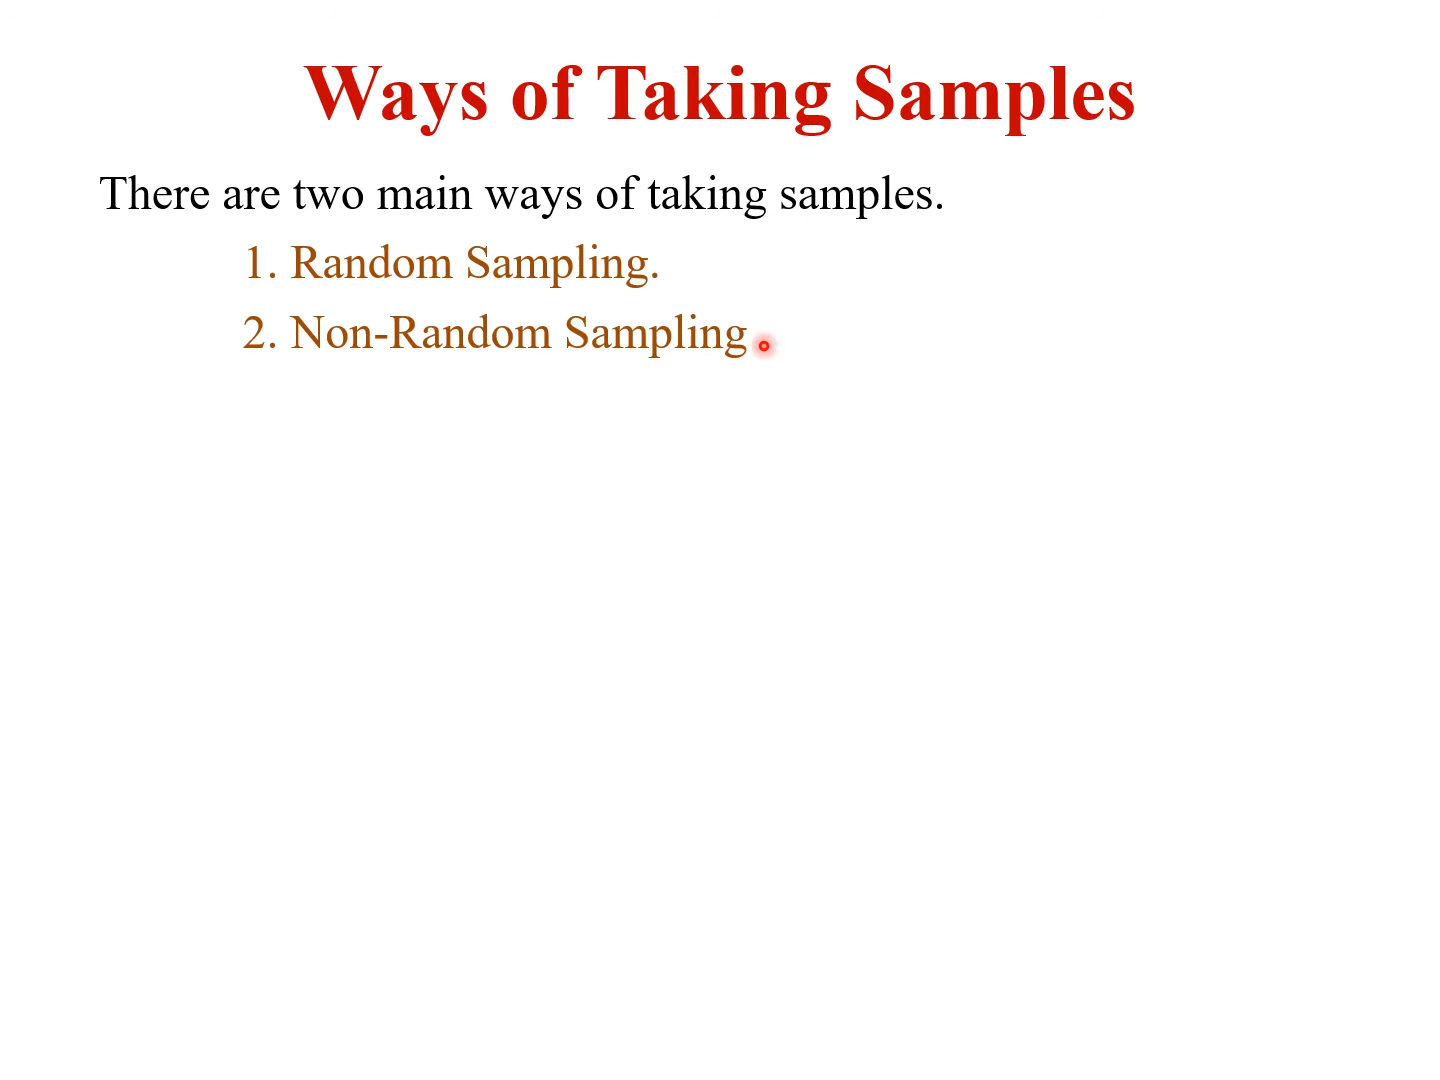 Ways of Taking Samples
There are two main ways of taking samples.
1. Random Sampling.
2. Non-Random Sampling